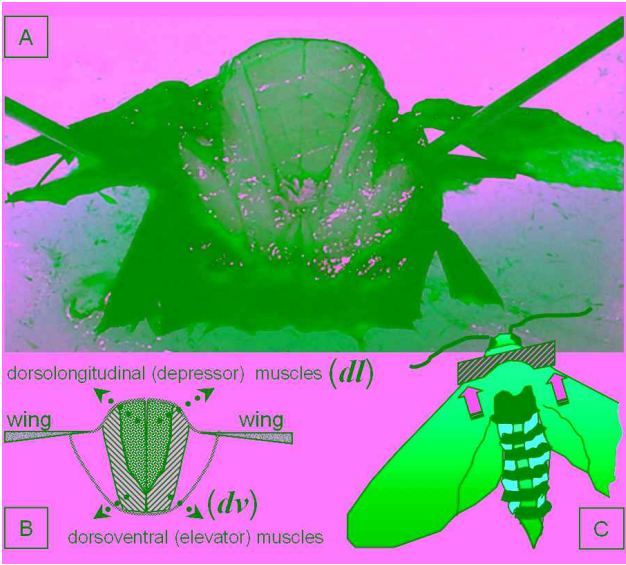 A
dorsolongitudinal (depressor) muscles (dl)
wing wing
(dv)
B dorsoventral (elevator) muscles C